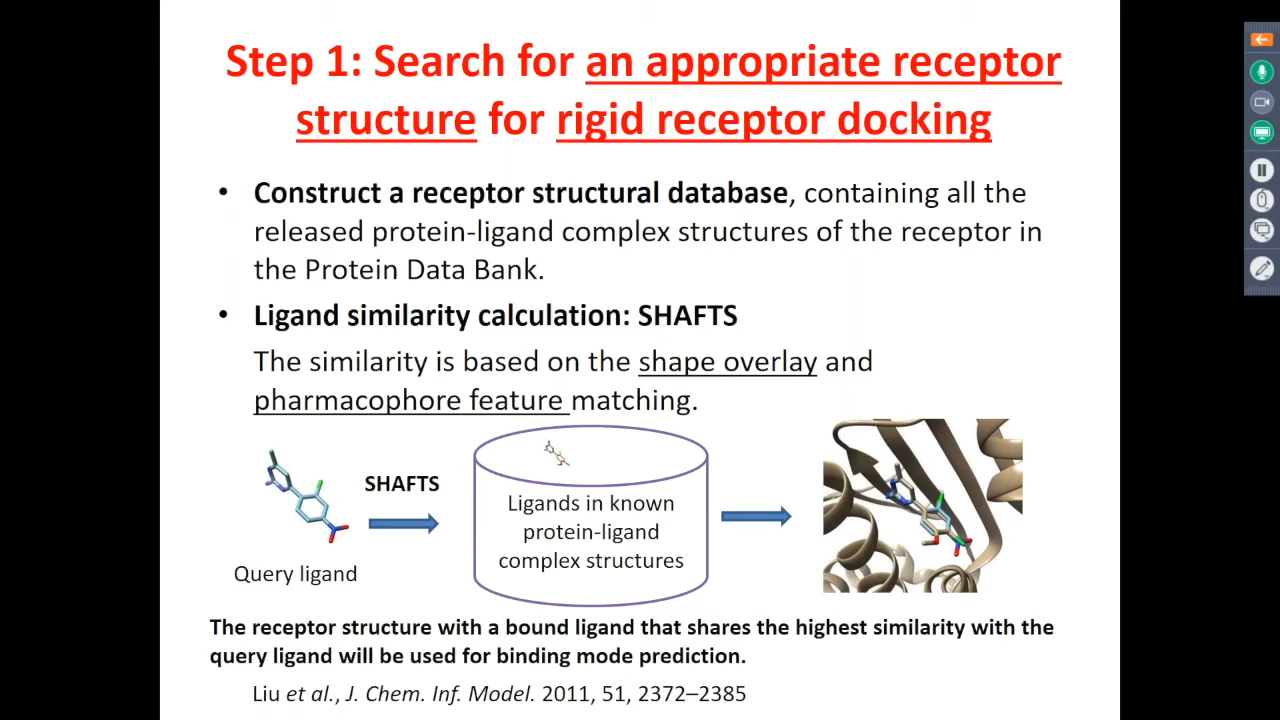 Step 1: Search for an appropriate receptor
structure for rigid receptor docking
• Construct a receptor structural database, containing all the
released protein-ligand complex structures of the receptor in
the Protein Data Bank.
• Ligand similarity calculation: SHAFTS
The similarity is based on the shape overlay and
pharmacophore feature matching.
SHAFTS
Query ligand
Ligands in known
protein-ligand
complex structures
The receptor structure with a bound ligand that shares the highest similarity with the
query ligand will be used for binding mode prediction.
Liu et al., J. Chem. Inf. Model. 2011, 51, 2372–2385